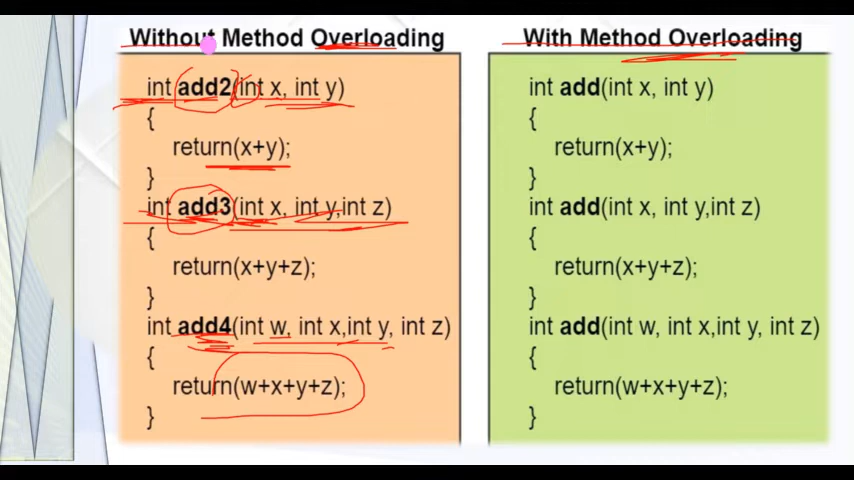 Without Method Overloading
int add2(int x, int y)
{
return(x+y);
}
int add3(int x, int y,int z)
{
return(x+y+z);
}
int add4(int w, int x,int y, int z)
{
return(w+x+y+z);
}
With Method Overloading
int add(int x, int y)
{
return(x+y);
}
int add(int x, int y,int z)
{
return(x+y+z);
}
int add(int w, int x,int y, int z)
{
return(w+x+y+z);
}